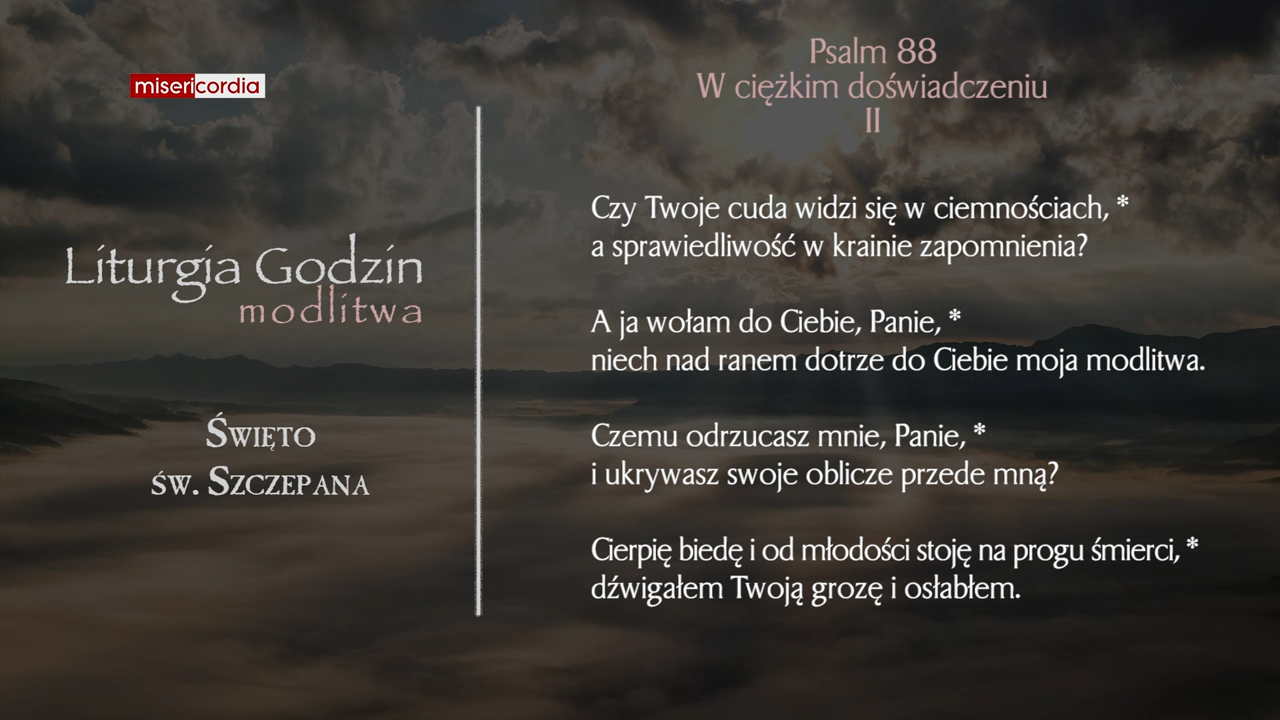 misericordia
Liturgia Godzin
modlitwa
Święto
św. Szczepana
Psalm 88
W ciężkim doświadczeniu
II
Czy Twoje cuda widzi się w ciemnościach, *
a sprawiedliwość w krainie zapomnienia?
A ja wołam do Ciebie, Panie, *
niech nad ranem dotrze do Ciebie moja modlitwa.
Czemu odrzucasz mnie, Panie, *
i ukrywasz swoje oblicze przede mną?
Cierpię biedę i od młodości stoję na progu śmierci, *
dźwigałem Twoją grozę i osłabłem.